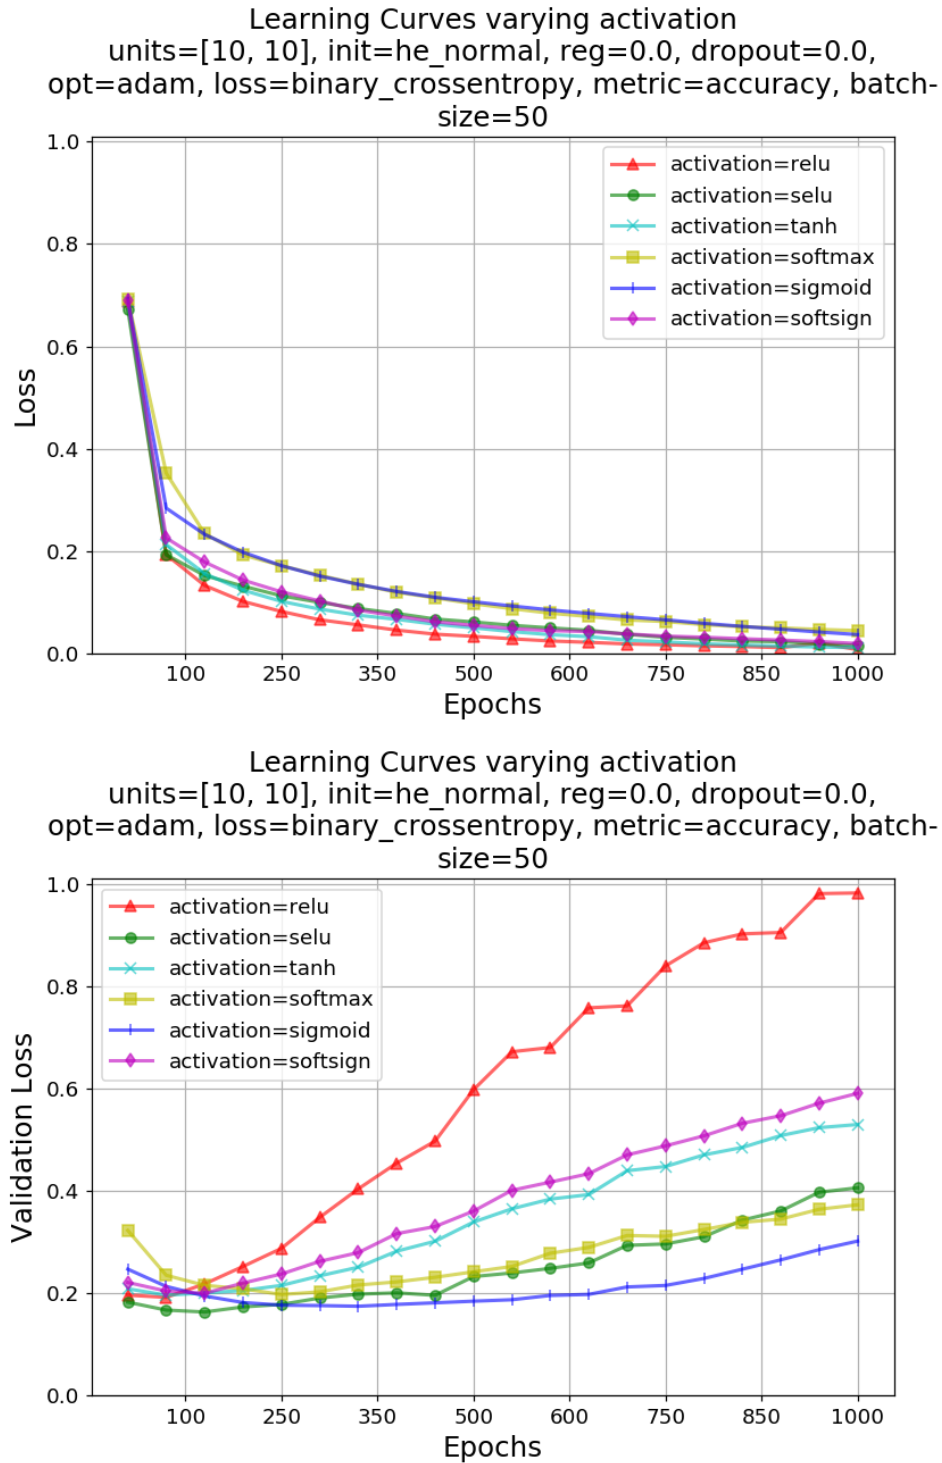 Learning Curves varying activation
units=[10, 10], init=he_normal, reg=0.0, dropout=0.0,
opt=adam, loss=binary_crossentropy, metric=accuracy, batch-
size=50
1.0
0.8
0.6
0.4
0.2
0.0
Loss
activation=relu
activation=selu
activation=tanh
activation=softmax
activation=sigmoid
activation=softsign
100 250 350 500 600 750 850 1000
Epochs
Learning Curves varying activation
units=[10, 10], init=he_normal, reg=0.0, dropout=0.0,
opt=adam, loss=binary_crossentropy, metric=accuracy, batch-
size=50
1.0
0.8
0.6
0.4
0.2
0.0
Validation Loss
activation=relu
activation=selu
activation=tanh
activation=softmax
activation=sigmoid
activation=softsign
100 250 350 500 600 750 850 1000
Epochs